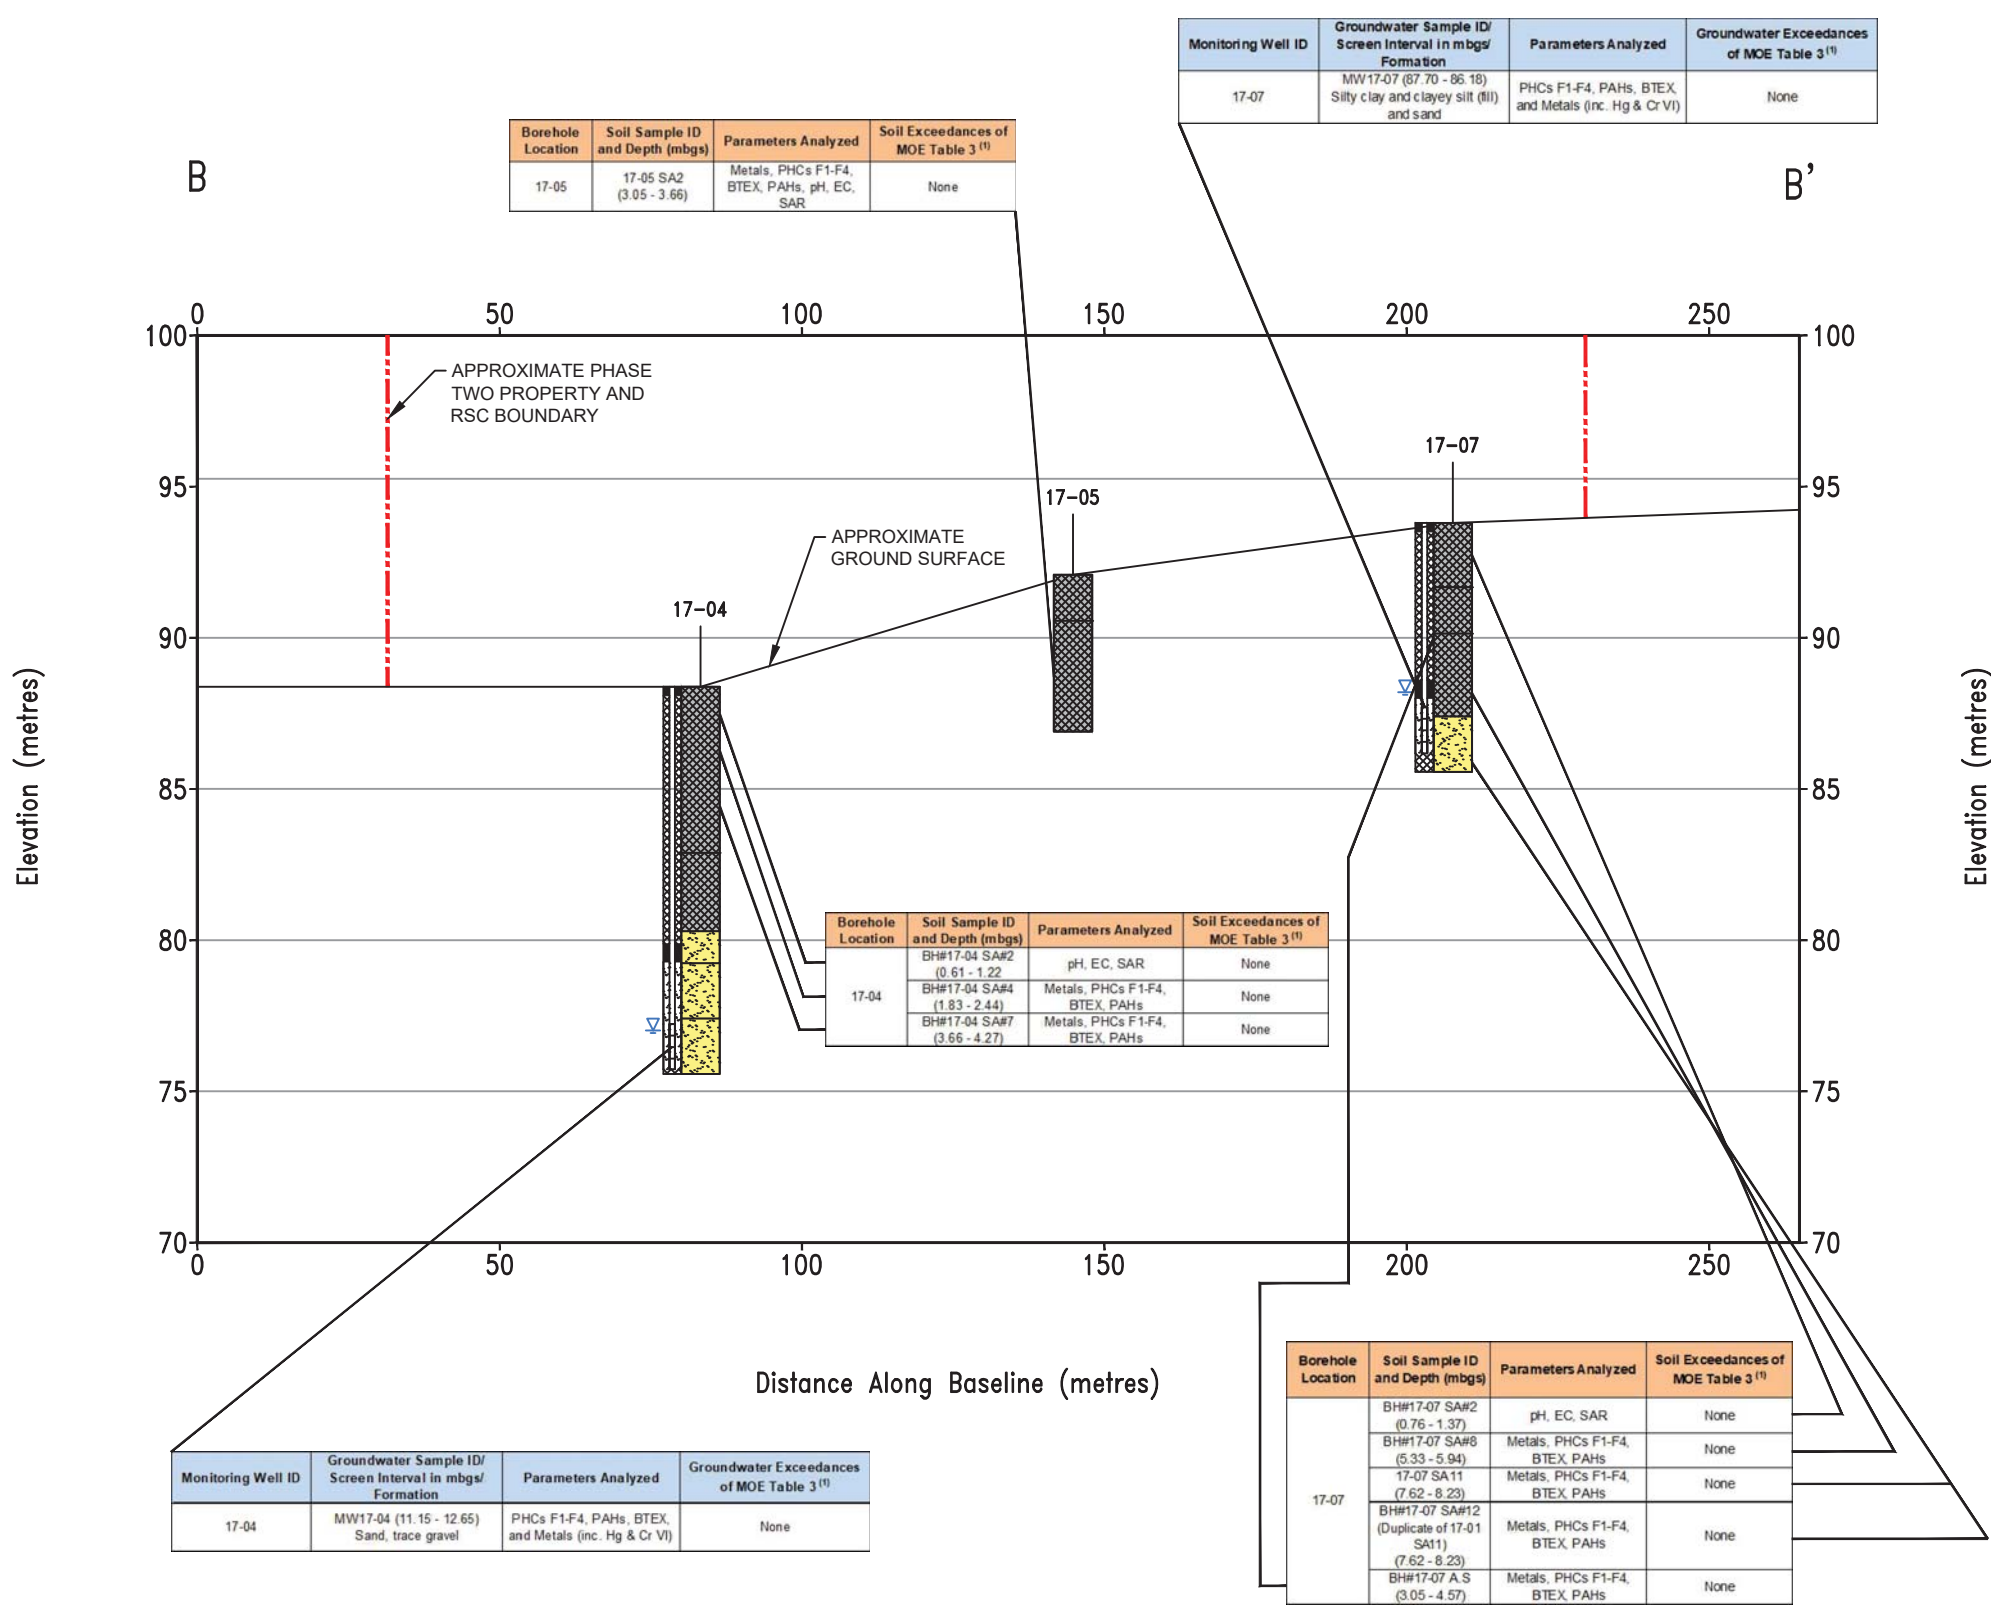 Monitoring Well ID
Groundwater Sample ID/
Screen Interval in mbgs/
Formation
Parameters Analyzed
Groundwater Exceedances
of MOE Table 3 (1)
17-07
MW17-07 (87.70 - 86.18)
Silty clay and clayey silt (fill)
and sand
PHCs F1-F4, PAHs, BTEX,
and Metals (inc. Hg & Cr VI)
None
Borehole
Location
Soil Sample ID
and Depth (mbgs)
Parameters Analyzed
Soil Exceedances of
MOE Table 3 (1)
17-05
17-05 SA2
(3.05 - 3.66)
Metals, PHCs F1-F4,
BTEX, PAHs, pH, EC,
SAR
None
B
B'
0
50
100
150
200
250
100
100
APPROXIMATE PHASE
TWO PROPERTY AND
RSC BOUNDARY
17-07
95
95
17-05
APPROXIMATE
GROUND SURFACE
17-04
90
90
Elevation (metres)
Elevation (metres)
85
85
80
80
Borehole
Location
Soil Sample ID
and Depth (mbgs)
Parameters Analyzed
Soil Exceedances of
MOE Table 3 (1)
17-04
BH#17-04 SA#2
(0.61 - 1.22
pH, EC, SAR
None
BH#17-04 SA#4
(1.83 - 2.44)
Metals, PHCs F1-F4,
BTEX, PAHs
None
BH#17-04 SA#7
(3.66 - 4.27)
Metals, PHCs F1-F4,
BTEX, PAHs
None
75
75
70
70
0
50
100
150
200
250
Distance Along Baseline (metres)
Monitoring Well ID
Groundwater Sample ID/
Screen Interval in mbgs/
Formation
Parameters Analyzed
Groundwater Exceedances
of MOE Table 3 (1)
17-04
MW17-04 (11.15 - 12.65)
Sand, trace gravel
PHCs F1-F4, PAHs, BTEX,
and Metals (inc. Hg & Cr VI)
None
Borehole
Location
Soil Sample ID
and Depth (mbgs)
Parameters Analyzed
Soil Exceedances of
MOE Table 3 (1)
17-07
BH#17-07 SA#2
(0.76 - 1.37)
pH, EC, SAR
None
BH#17-07 SA#8
(5.33 - 5.94)
Metals, PHCs F1-F4,
BTEX, PAHs
None
17-07 SA11
(7.62 - 8.23)
Metals, PHCs F1-F4,
BTEX, PAHs
None
BH#17-07 SA#12
(Duplicate of 17-01
SA11)
(7.62 - 8.23)
Metals, PHCs F1-F4,
BTEX, PAHs
None
BH#17-07 A.S
(3.05 - 4.57)
Metals, PHCs F1-F4,
BTEX, PAHs
None